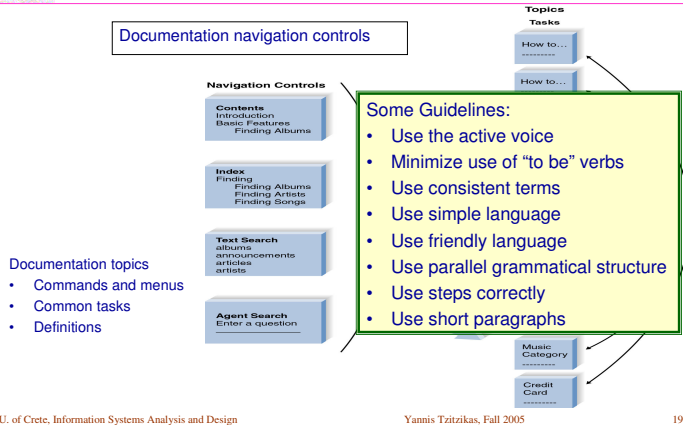 Documentation navigation controls
Topics
Tasks
How to…
---------
How to…
Navigation Controls
Contents
Introduction
Basic Features
Finding Albums
Index
Finding
Finding Albums
Finding Artists
Finding Songs
Text Search
albums
announcements
articles
artists
Agent Search
Enter a question
Documentation topics
• Commands and menus
• Common tasks
• Definitions
Some Guidelines:
• Use the active voice
• Minimize use of “to be” verbs
• Use consistent terms
• Use simple language
• Use friendly language
• Use parallel grammatical structure
• Use steps correctly
• Use short paragraphs
Music
Category
---------
Credit
Card
---------
U. of Crete, Information Systems Analysis and Design
Yannis Tzitzikas, Fall 2005
19